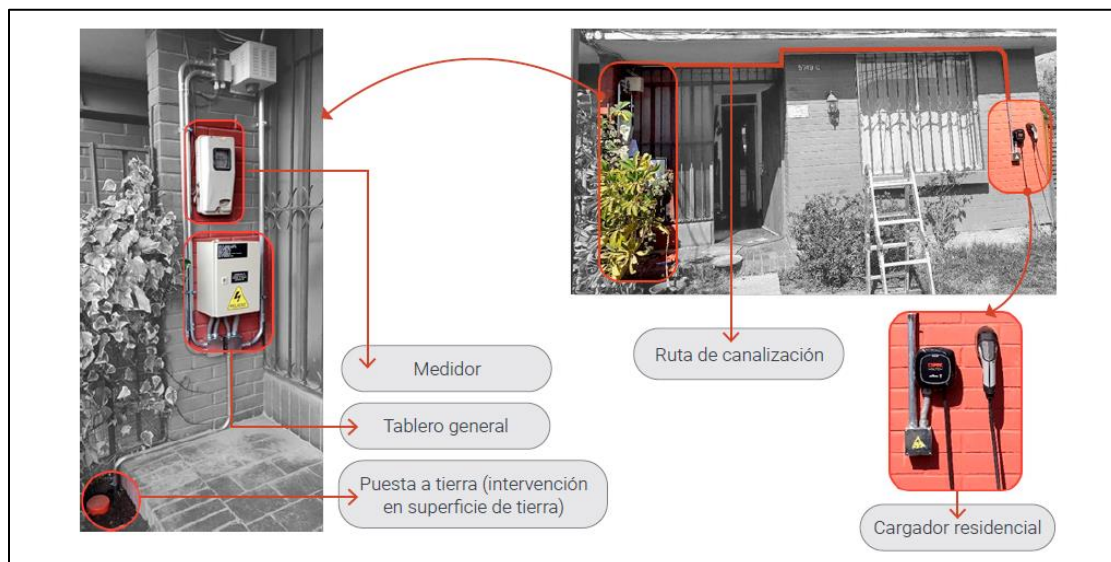 Medidor
Tablero general
Puesta a tierra (intervención
en superficie de tierra)
Ruta de canalización
Cargador residencial